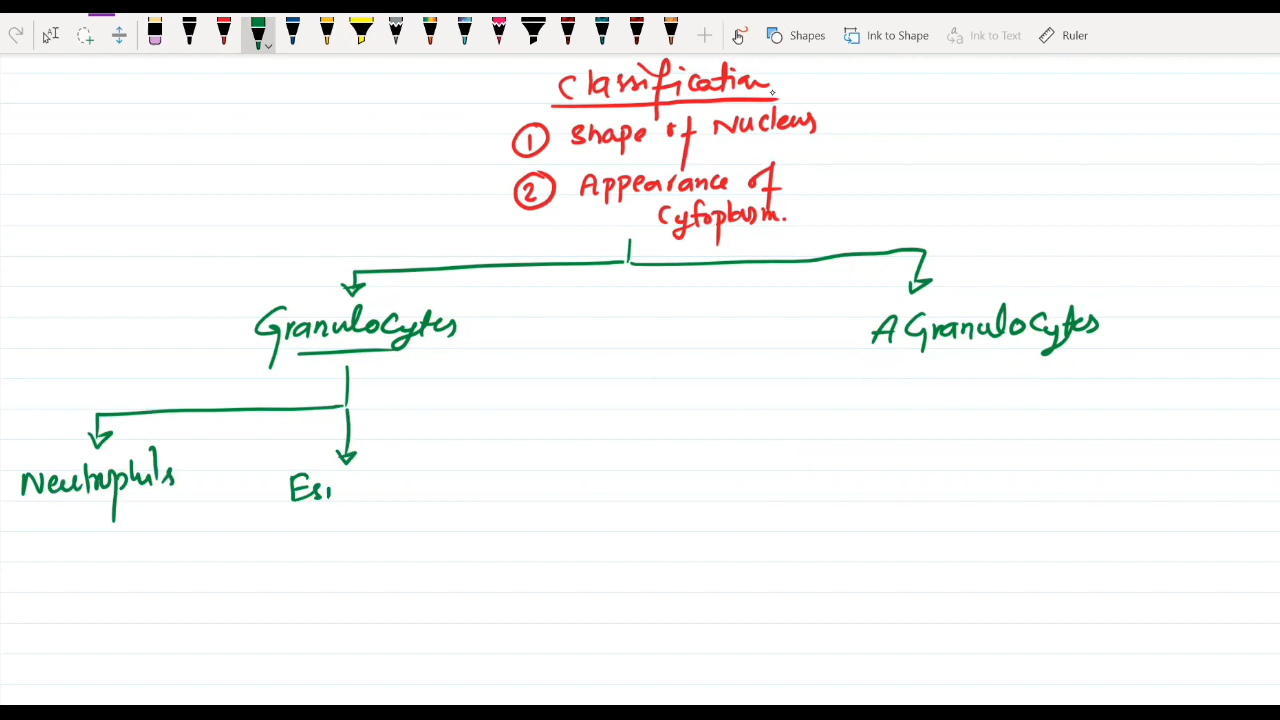 Shapes
Ink to Shape
Ink to Text
Ruler
Classification
① Shape of Nucleus
② Appearance of
Cytoplasm.
Granulocytes
AGranulocytes
Neutrophils
Esi